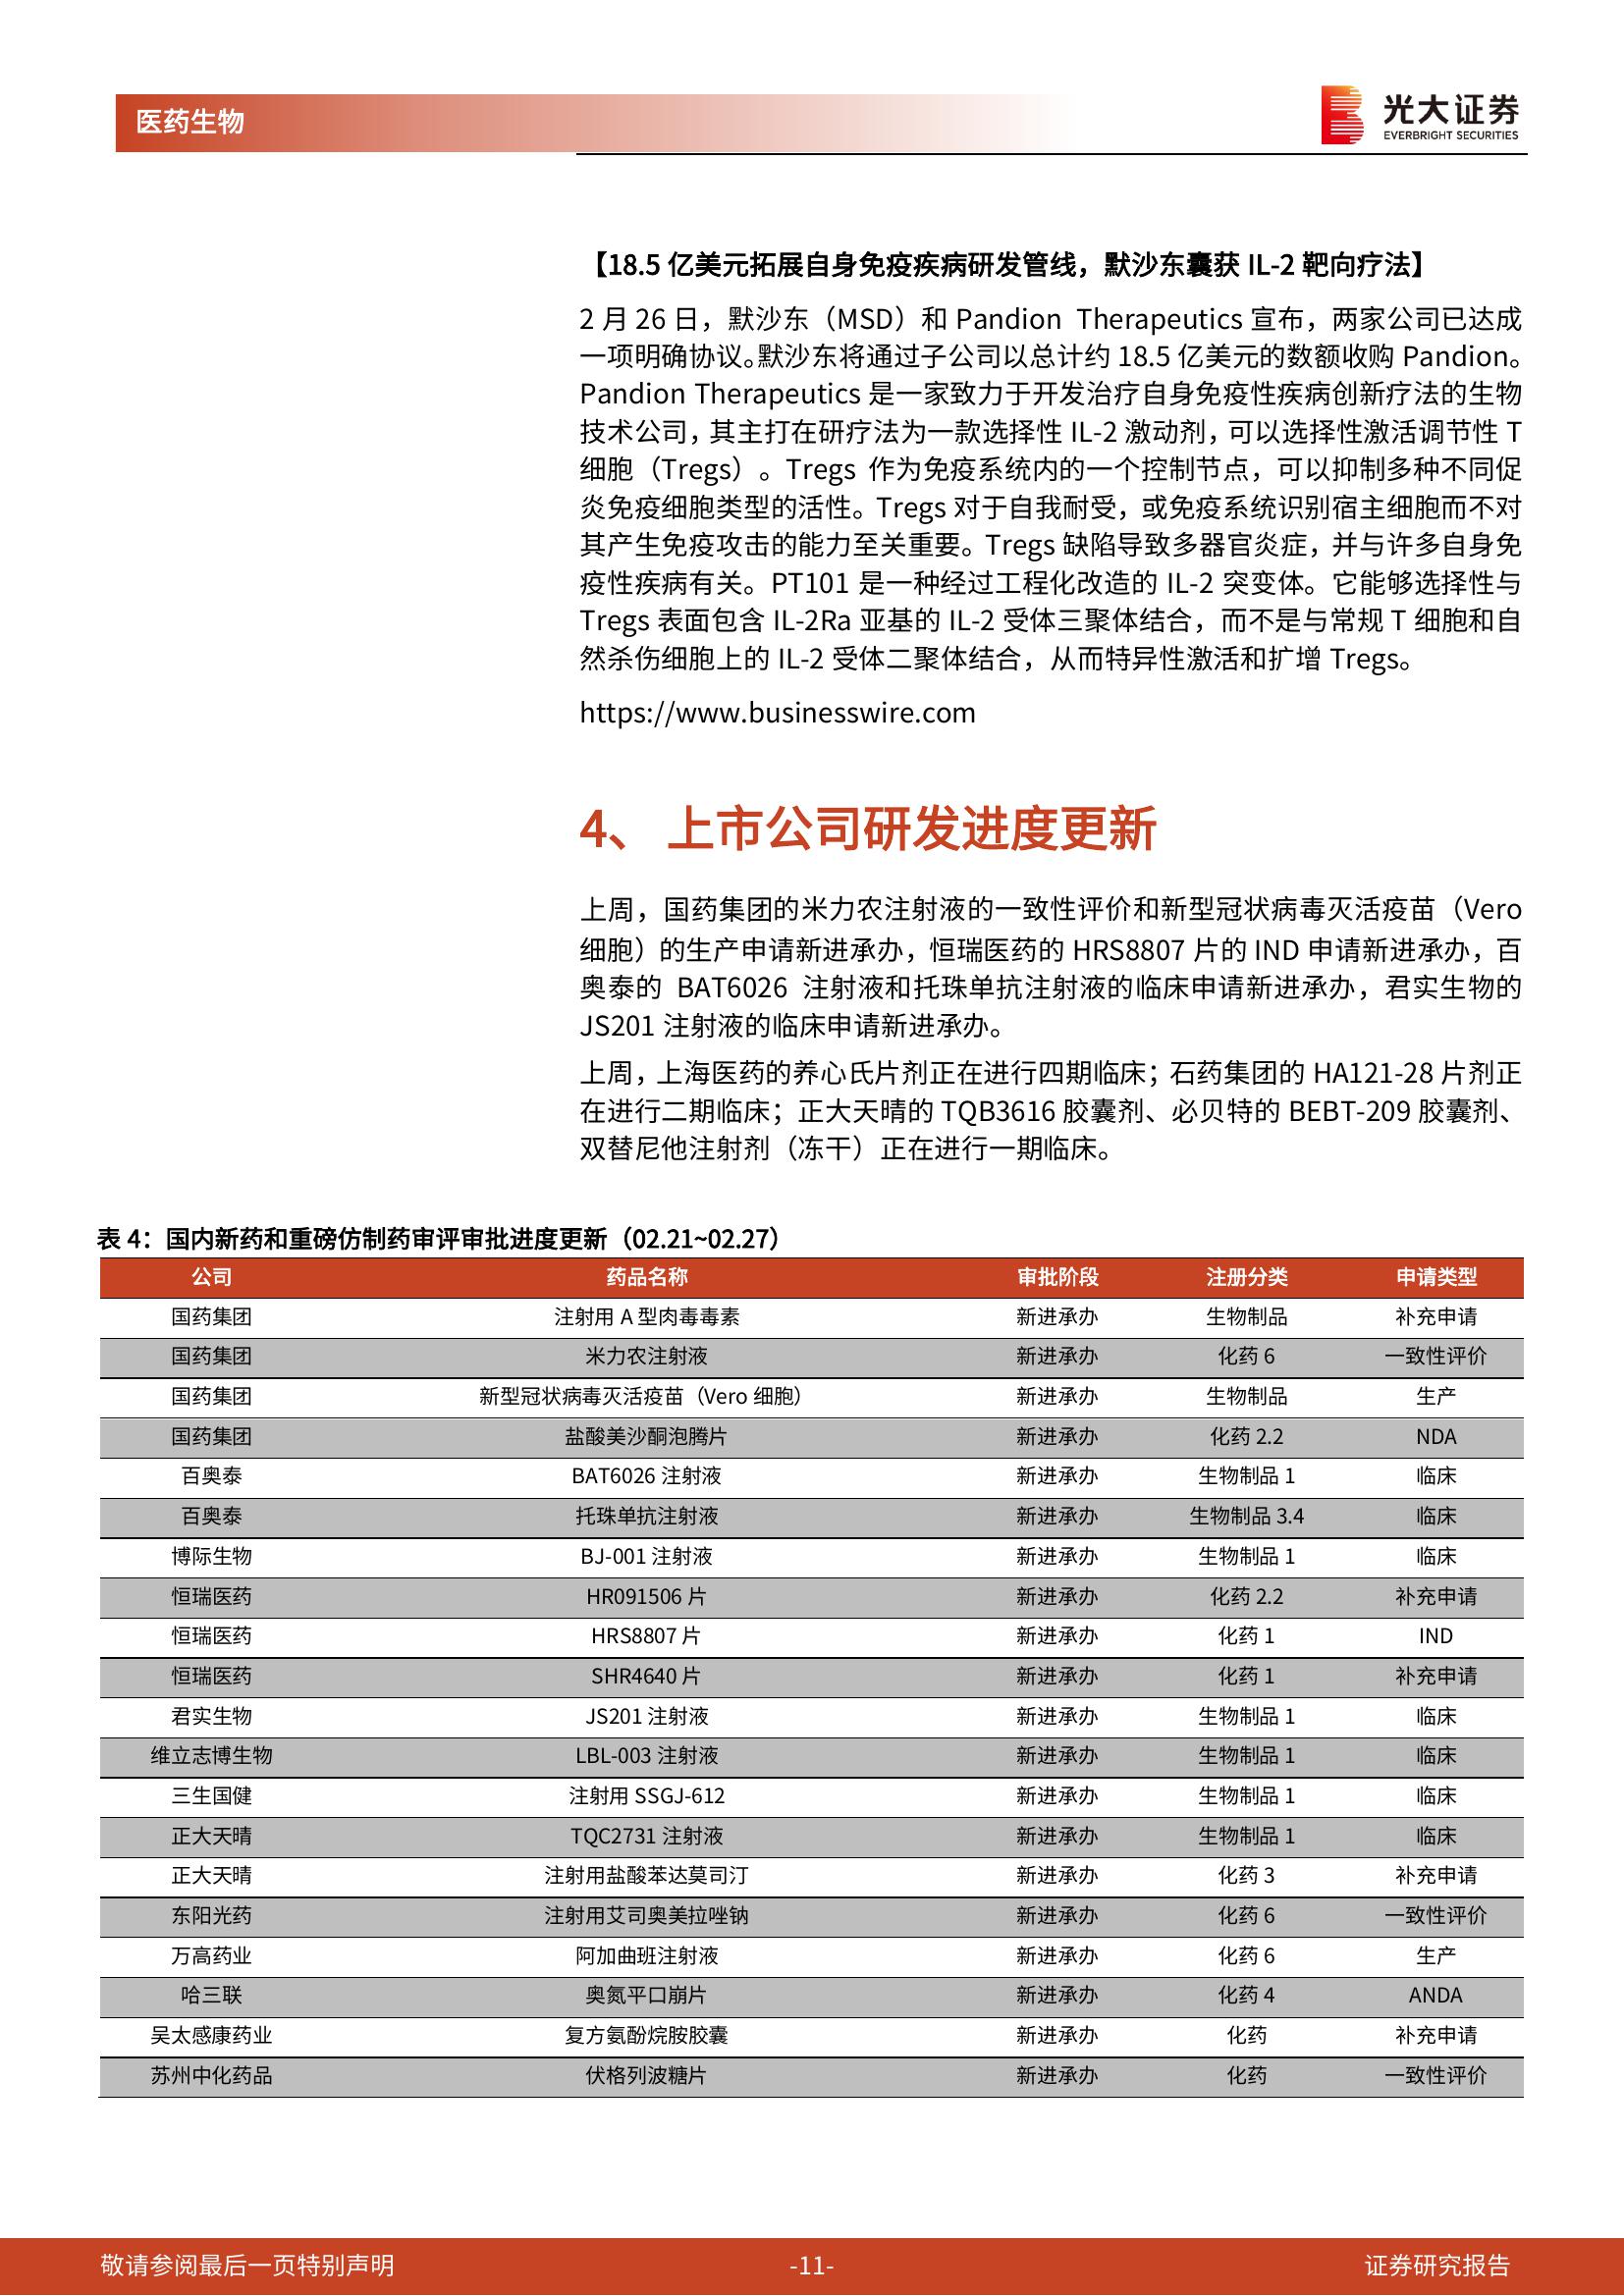 医药生物
光大证券
EVERBRIGHT SECURITIES
【18.5 亿美元拓展自身免疫疾病研发管线，默沙东囊获 IL-2 靶向疗法】
2 月 26 日，默沙东（MSD）和 Pandion Therapeutics 宣布，两家公司已达成
一项明确协议。默沙东将通过子公司以总计约 18.5 亿美元的数额收购 Pandion。
Pandion Therapeutics 是一家致力于开发治疗自身免疫性疾病创新疗法的生物
技术公司，其主打在研疗法为一款选择性 IL-2 激动剂，可以选择性激活调节性 T
细胞（Tregs）。Tregs 作为免疫系统内的一个控制节点，可以抑制多种不同促
炎免疫细胞类型的活性。Tregs 对于自我耐受，或免疫系统识别宿主细胞而不对
其产生免疫攻击的能力至关重要。Tregs 缺陷导致多器官炎症，并与许多自身免
疫性疾病有关。PT101 是一种经过工程化改造的 IL-2 突变体。它能够选择性与
Tregs 表面包含 IL-2Ra 亚基的 IL-2 受体三聚体结合，而不是与常规 T 细胞和自
然杀伤细胞上的 IL-2 受体二聚体结合，从而特异性激活和扩增 Tregs。
https://www.businesswire.com
4、 上市公司研发进度更新
上周，国药集团的米力农注射液的一致性评价和新型冠状病毒灭活疫苗（Vero
细胞）的生产申请新进承办，恒瑞医药的 HRS8807 片的 IND 申请新进承办，百
奥泰的 BAT6026 注射液和托珠单抗注射液的临床申请新进承办，君实生物的
JS201 注射液的临床申请新进承办。
上周，上海医药的养心氏片剂正在进行四期临床；石药集团的 HA121-28 片剂正
在进行二期临床；正大天晴的 TQB3616 胶囊剂、必贝特的 BEBT-209 胶囊剂、
双替尼他注射剂（冻干）正在进行一期临床。
表 4：国内新药和重磅仿制药审评审批进度更新（02.21~02.27）
公司 药品名称 审批阶段 注册分类 申请类型
国药集团 注射用 A 型肉毒毒素 新进承办 生物制品 补充申请
国药集团 米力农注射液 新进承办 化药 6 一致性评价
国药集团 新型冠状病毒灭活疫苗（Vero 细胞） 新进承办 生物制品 生产
国药集团 盐酸美沙酮泡腾片 新进承办 化药 2.2 NDA
百奥泰 BAT6026 注射液 新进承办 生物制品 1 临床
百奥泰 托珠单抗注射液 新进承办 生物制品 3.4 临床
博际生物 BJ-001 注射液 新进承办 生物制品 1 临床
恒瑞医药 HR091506 片 新进承办 化药 2.2 补充申请
恒瑞医药 HRS8807 片 新进承办 化药 1 IND
恒瑞医药 SHR4640 片 新进承办 化药 1 补充申请
君实生物 JS201 注射液 新进承办 生物制品 1 临床
维立志博生物 LBL-003 注射液 新进承办 生物制品 1 临床
三生国健 注射用 SSGJ-612 新进承办 生物制品 1 临床
正大天晴 TQC2731 注射液 新进承办 生物制品 1 临床
正大天晴 注射用盐酸苯达莫司汀 新进承办 化药 3 补充申请
东阳光药 注射用艾司奥美拉唑钠 新进承办 化药 6 一致性评价
万高药业 阿加曲班注射液 新进承办 化药 6 生产
哈三联 奥氮平口崩片 新进承办 化药 4 ANDA
吴太感康药业 复方氨酚烷胺胶囊 新进承办 化药 补充申请
苏州中化药品 伏格列波糖片 新进承办 化药 一致性评价
敬请参阅最后一页特别声明 -11- 证券研究报告